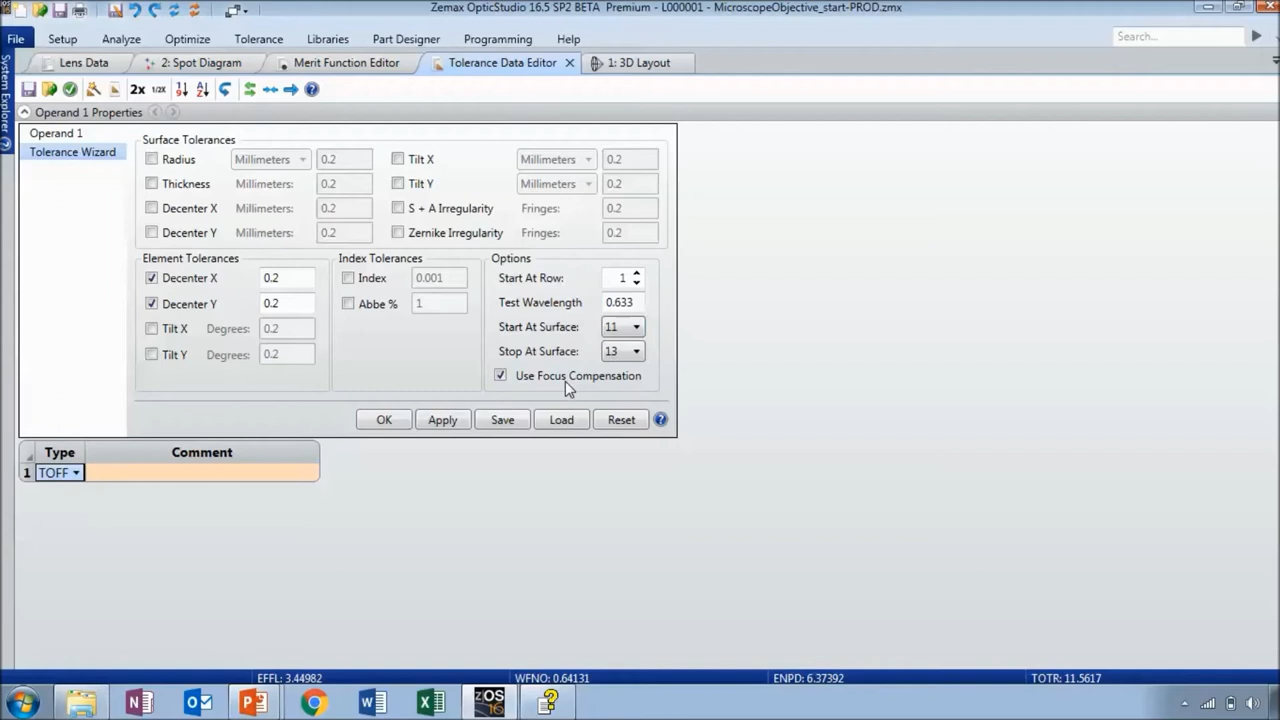 Zemax OpticStudio 16.5 SP2 BETA Premium - L000001 - MicroscopeObjective_start-PROD.zmx
File Setup Analyze Optimize Tolerance Libraries Part Designer Programming Help Search...
Lens Data 2: Spot Diagram Merit Function Editor Tolerance Data Editor 1: 3D Layout
2x 1/2X
System Explorer
Operand 1 Properties
Operand 1
Tolerance Wizard
Surface Tolerances
Radius Millimeters 0.2 Tilt X Millimeters 0.2
Thickness Millimeters: 0.2 Tilt Y Millimeters 0.2
Decenter X Millimeters: 0.2 S + A Irregularity Fringes: 0.2
Decenter Y Millimeters: 0.2 Zernike Irregularity Fringes: 0.2
Element Tolerances Index Tolerances Options
Decenter X 0.2 Index 0.001 Start At Row: 1
Decenter Y 0.2 Abbe % 1 Test Wavelength 0.633
Tilt X Degrees: 0.2 Start At Surface: 11
Tilt Y Degrees: 0.2 Stop At Surface: 13
Use Focus Compensation
OK Apply Save Load Reset
Type Comment
1 TOFF
EFFL: 3.44982 WFNO: 0.64131 ENPD: 6.37392 TOTR: 11.5617